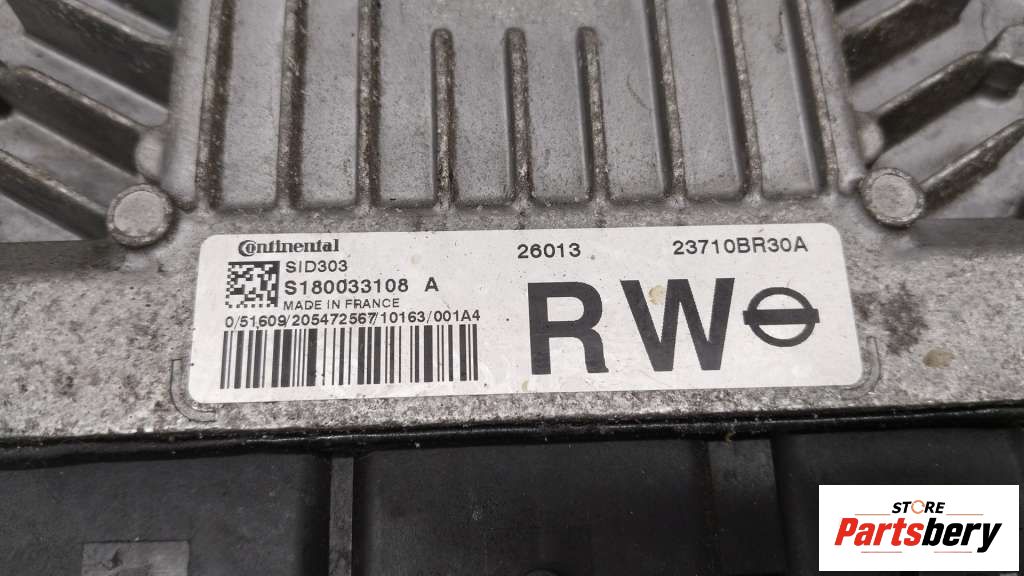 Continental 26013 23710BR30A
SID303
S180033108 A
MADE IN FRANCE
0/51609/205472567/10163/001A4
RW
STORE
Partsbery